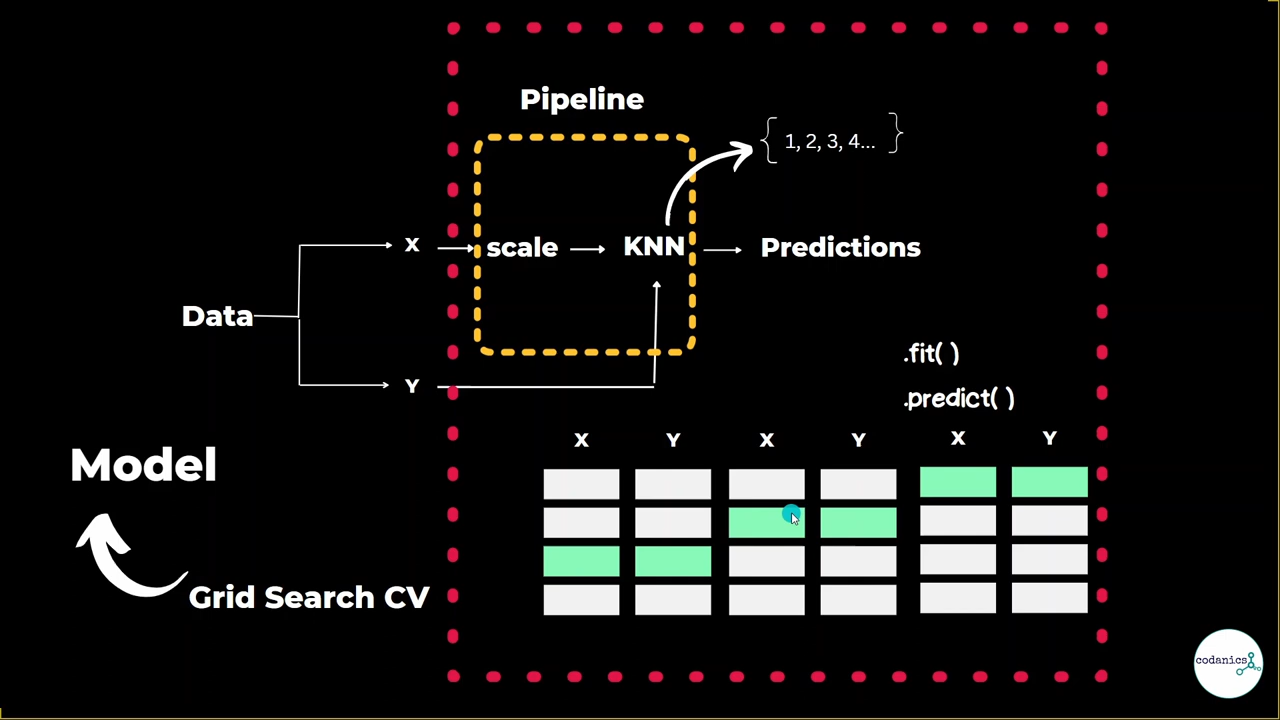 Pipeline
{ 1, 2, 3, 4... }
X
scale
KNN
Predictions
Data
Y
.fit( )
.predict( )
X Y X Y X Y
Model
Grid Search CV
codanics